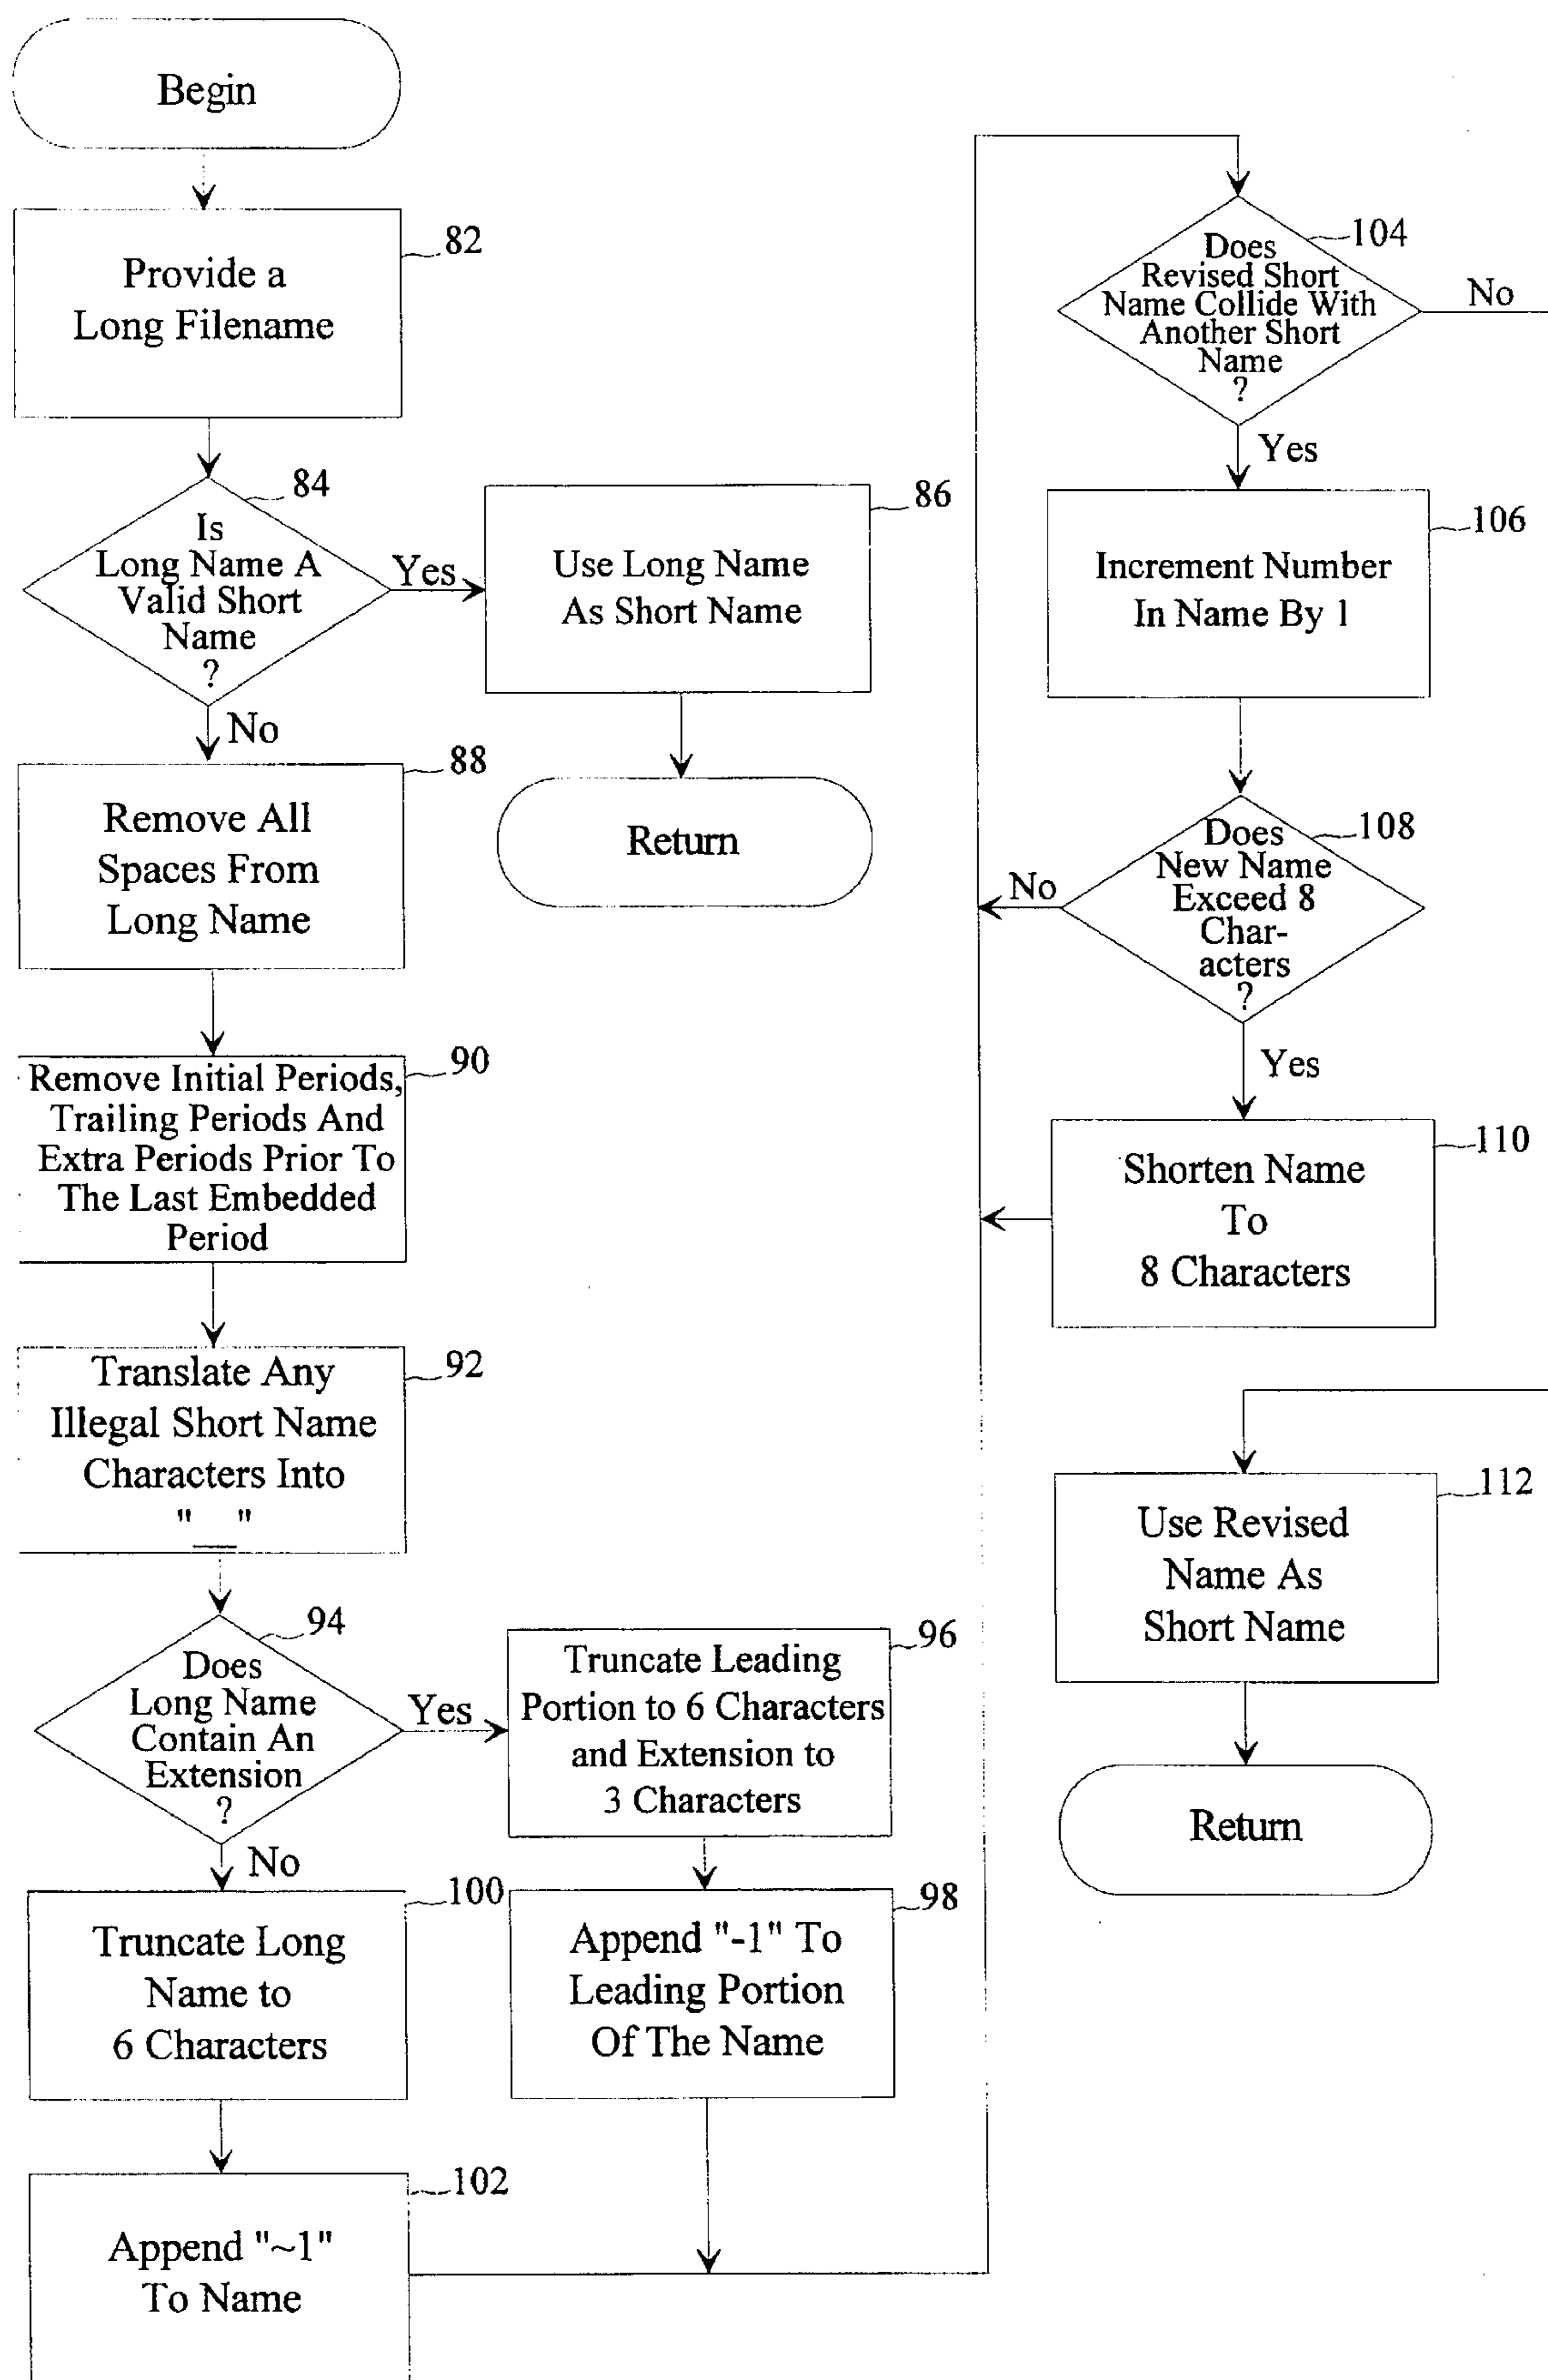 Begin
82
Provide a
Long Filename
84
Is
Long Name A
Valid Short
Name
?
Yes
No
86
Use Long Name
As Short Name
Return
88
Remove All
Spaces From
Long Name
90
Remove Initial Periods,
Trailing Periods And
Extra Periods Prior To
The Last Embedded
Period
92
Translate Any
Illegal Short Name
Characters Into
"__"
94
Does
Long Name
Contain An
Extension
?
Yes
No
96
Truncate Leading
Portion to 6 Characters
and Extension to
3 Characters
98
Append "-1" To
Leading Portion
Of The Name
100
Truncate Long
Name to
6 Characters
102
Append "~1"
To Name
104
Does
Revised Short
Name Collide With
Another Short
Name
?
No
Yes
106
Increment Number
In Name By 1
108
Does
New Name
Exceed 8
Char-
acters
?
No
Yes
110
Shorten Name
To
8 Characters
112
Use Revised
Name As
Short Name
Return